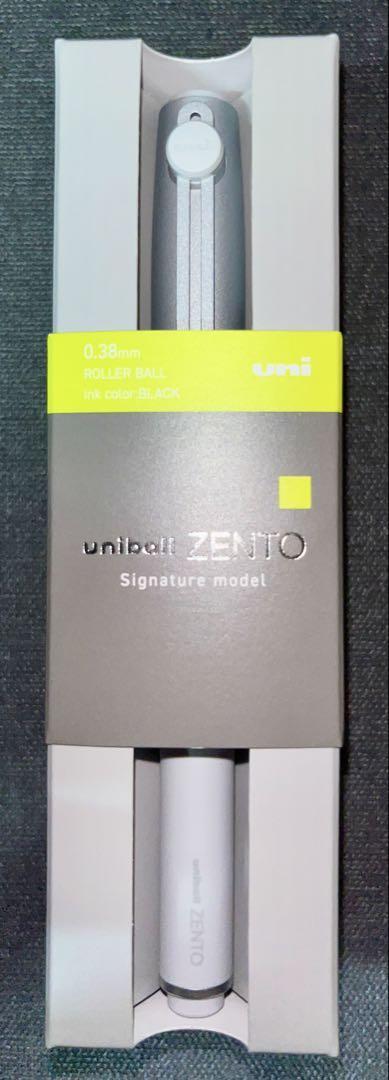 0.38mm
uni
ROLLER BALL
ink color:BLACK
uniball ZENTO
Signature model
uniball ZENTO